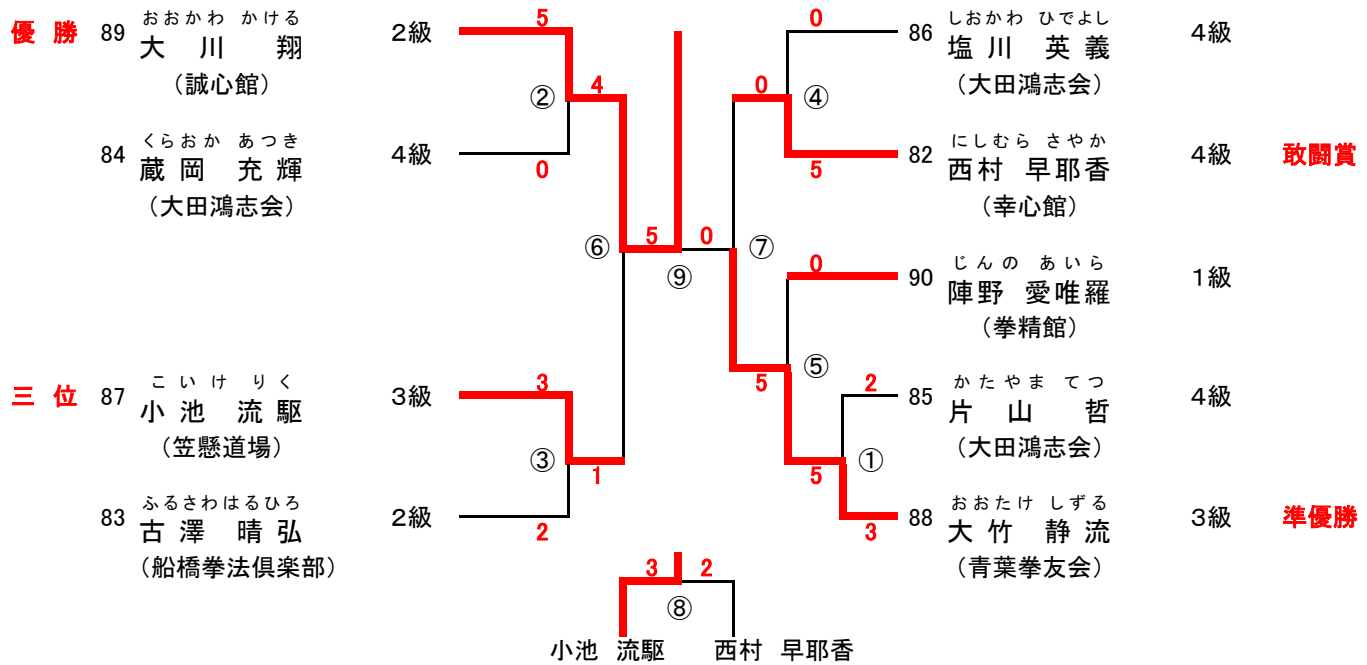 おおかわ かける
優勝 89 大川 翔 2級 5
(誠心館)
② 4
くらおか あつき
84 蔵岡 充輝 4級 0
(大田鴻志会)
⑥ 5 0 ⑦
⑨
こいけ りく
三位 87 小池 流駆 3級 3
(笠懸道場)
③ 1
ふるさわはるひろ
83 古澤 晴弘 2級 2
(船橋拳法倶楽部)
0 しおかわ ひでよし
86 塩川 英義 4級
(大田鴻志会)
0 ④
にしむら さやか
5 82 西村 早耶香 4級 敢闘賞
(幸心館)
じんの あいら
0 90 陣野 愛唯羅 1級
(拳精館)
5 ⑤
かたやま てつ
2 85 片山 哲 4級
(大田鴻志会)
5 ①
おおたけ しずる
3 88 大竹 静流 3級 準優勝
(青葉拳友会)
3 2
⑧
小池 流駆 西村 早耶香